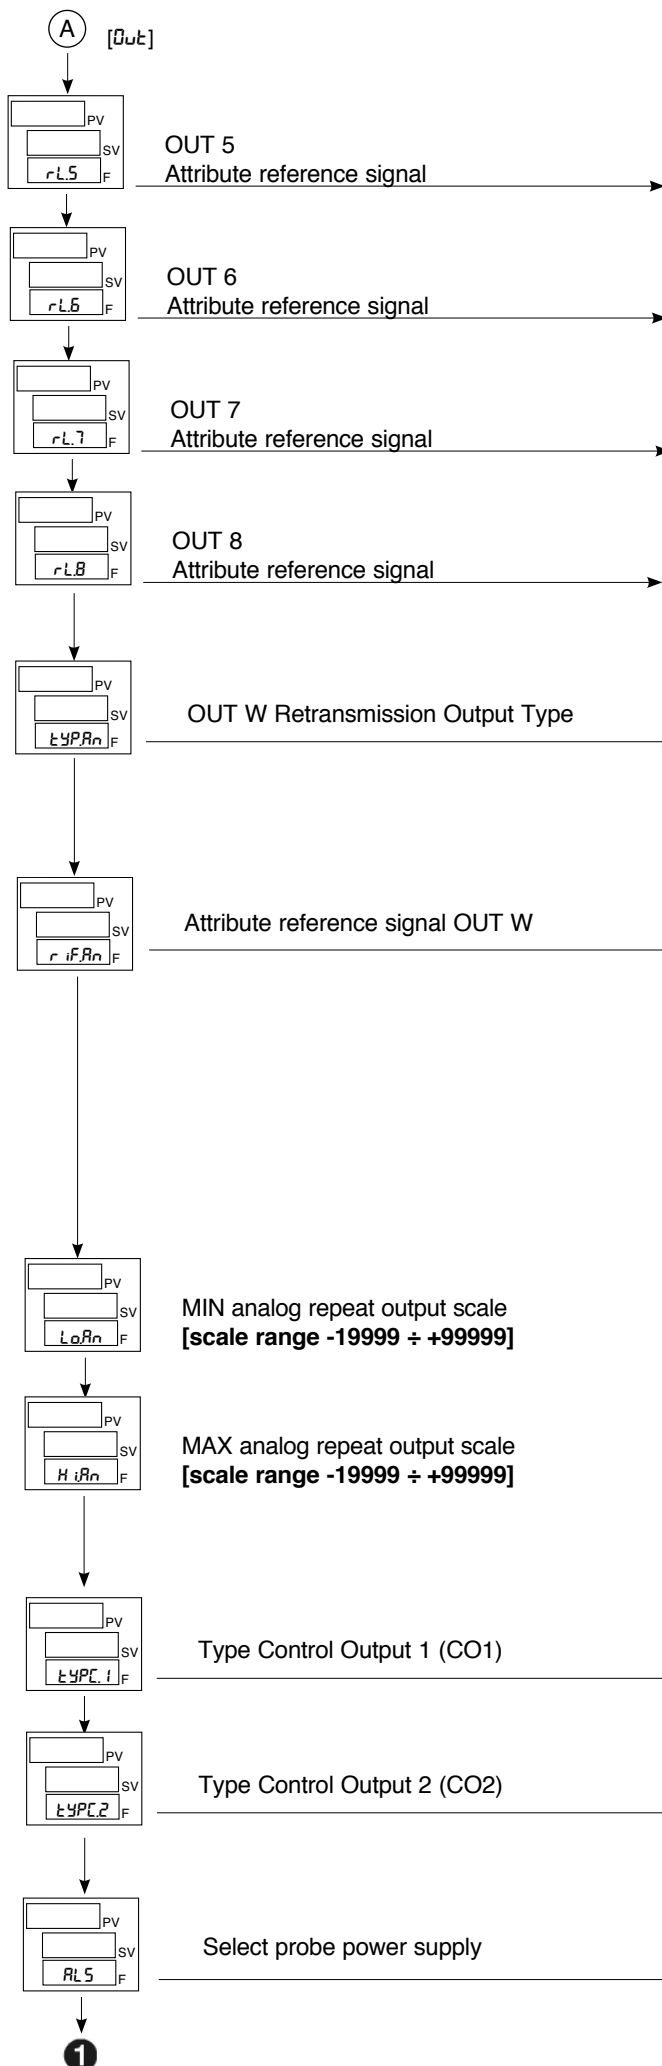 A [Out]
PV
SV
rL.5 F
OUT 5
Attribute reference signal
PV
SV
rL.6 F
OUT 6
Attribute reference signal
PV
SV
rL.7 F
OUT 7
Attribute reference signal
PV
SV
rL.8 F
OUT 8
Attribute reference signal
PV
SV
tYP.An F
OUT W Retransmission Output Type
PV
SV
riF.An F
Attribute reference signal OUT W
PV
SV
Lo.An F
MIN analog repeat output scale
[scale range -19999 ÷ +99999]
PV
SV
Hi.An F
MAX analog repeat output scale
[scale range -19999 ÷ +99999]
PV
SV
tYPC.1 F
Type Control Output 1 (CO1)
PV
SV
tYPC.2 F
Type Control Output 2 (CO2)
PV
SV
ALS F
Select probe power supply
1